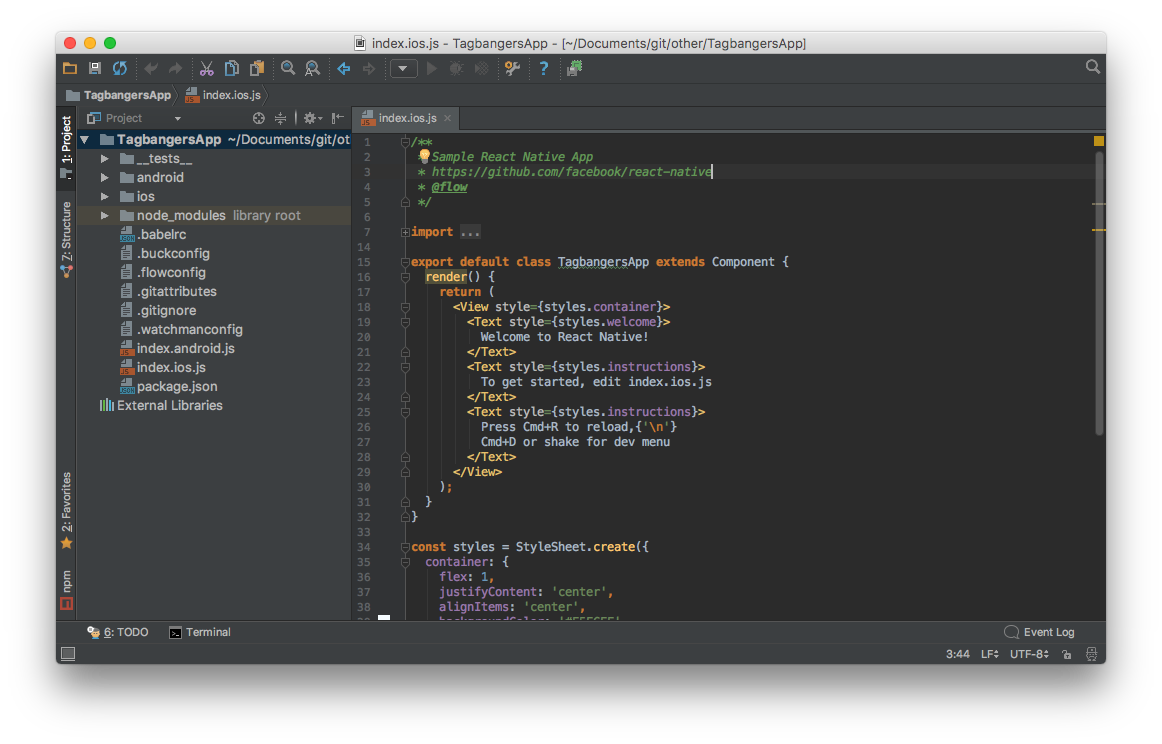 index.ios.js - TagbangersApp - [~/Documents/git/other/TagbangersApp]
TagbangersApp
index.ios.js
1: Project
7: Structure
2: Favorites
npm
Project
TagbangersApp ~/Documents/git/ot
__tests__
android
ios
node_modules library root
.babelrc
.buckconfig
.flowconfig
.gitattributes
.gitignore
.watchmanconfig
index.android.js
index.ios.js
package.json
External Libraries
index.ios.js
1 /**
2 * Sample React Native App
3 * https://github.com/facebook/react-native
4 * @flow
5 */
6
7 import ...
14
15 export default class TagbangersApp extends Component {
16 render() {
17 return (
18 <View style={styles.container}>
19 <Text style={styles.welcome}>
20 Welcome to React Native!
21 </Text>
22 <Text style={styles.instructions}>
23 To get started, edit index.ios.js
24 </Text>
25 <Text style={styles.instructions}>
26 Press Cmd+R to reload,{'\n'}
27 Cmd+D or shake for dev menu
28 </Text>
29 </View>
30 );
31 }
32 }
33
34 const styles = StyleSheet.create({
35 container: {
36 flex: 1,
37 justifyContent: 'center',
38 alignItems: 'center',
6: TODO
Terminal
Event Log
3:44 LF UTF-8